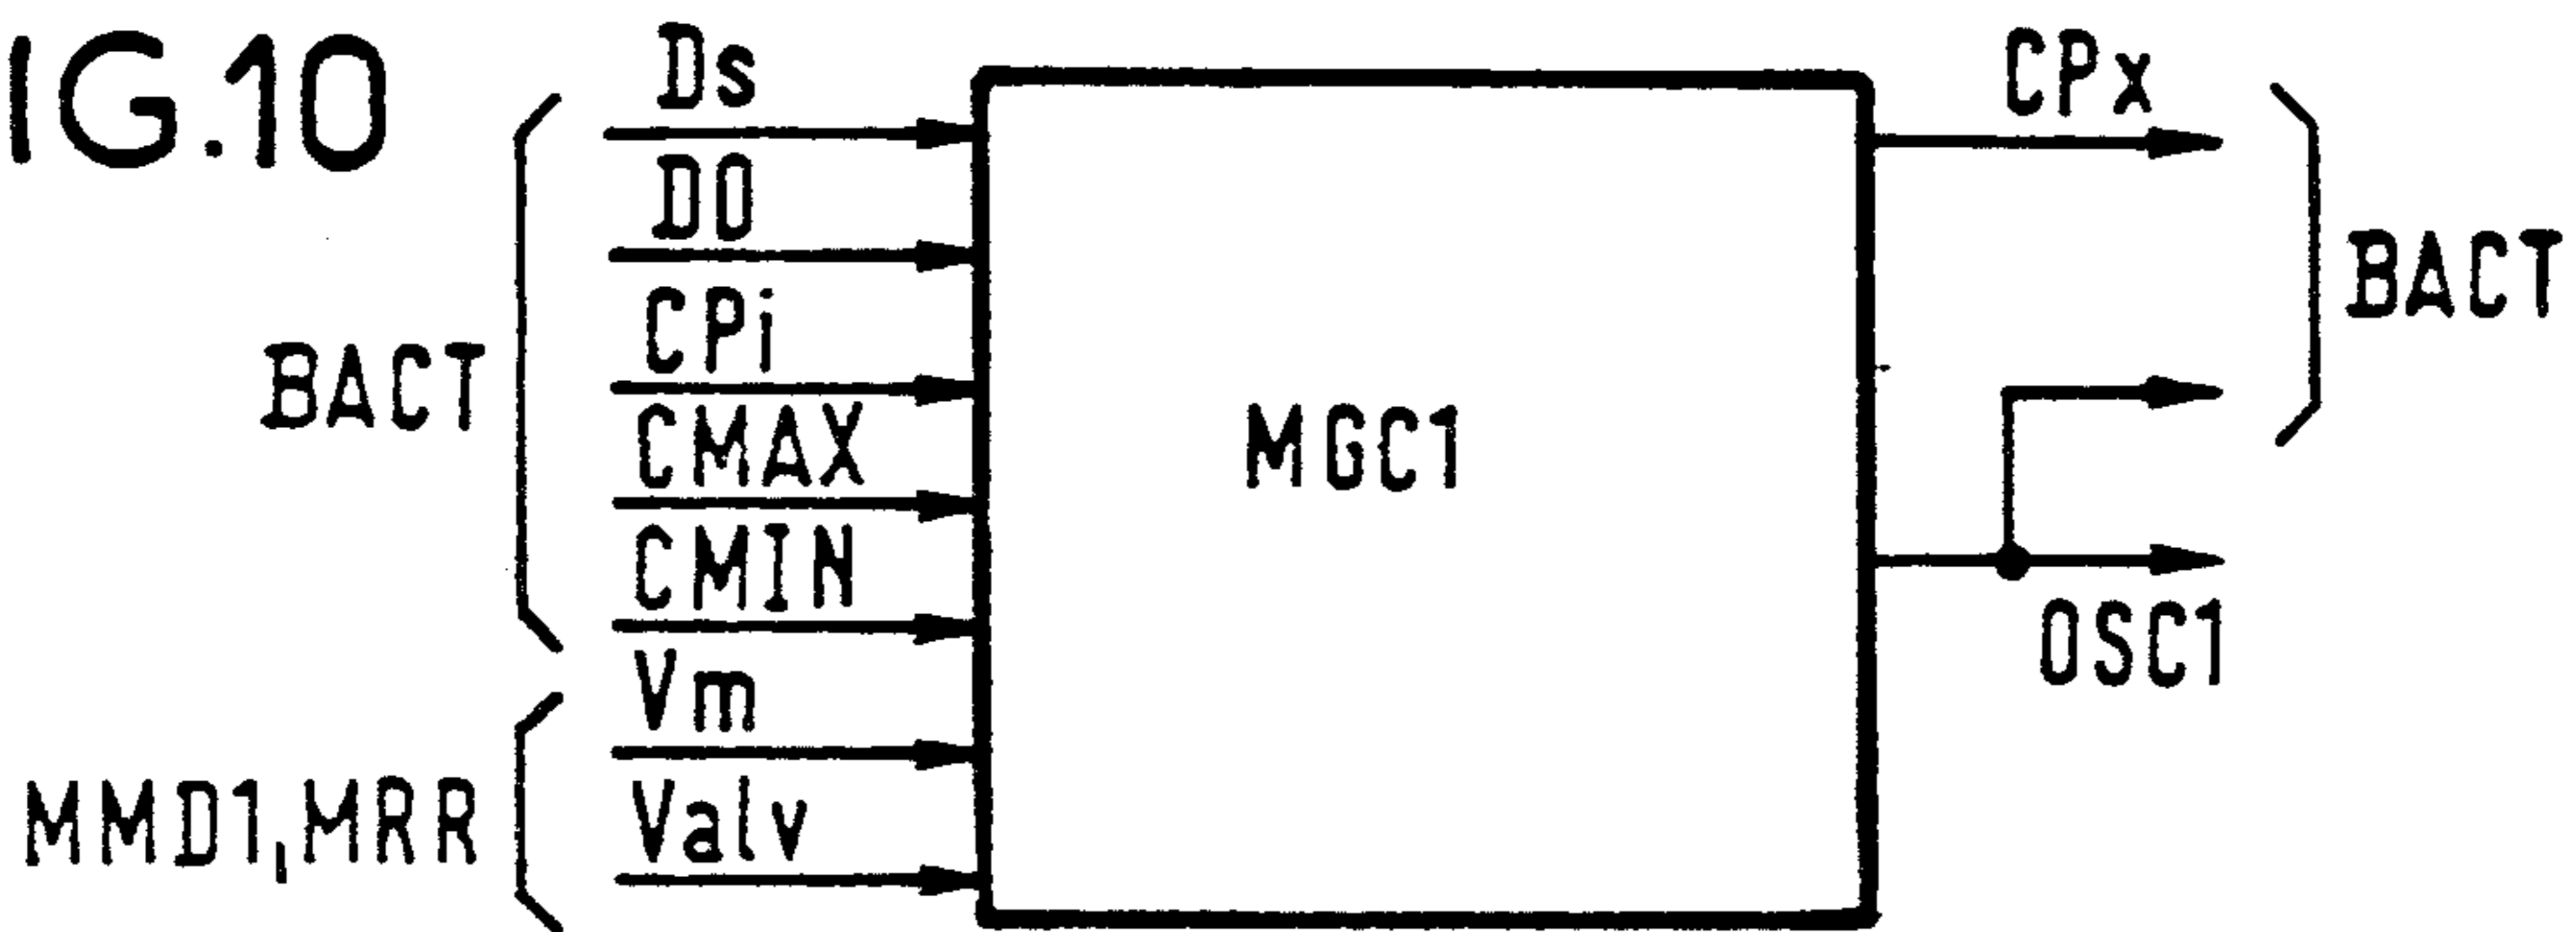 IG.10
Ds
D0
CPi
CMAX
CMIN
Vm
Valv
BACT
MMD1,MRR
MGC1
CPx
BACT
OSC1